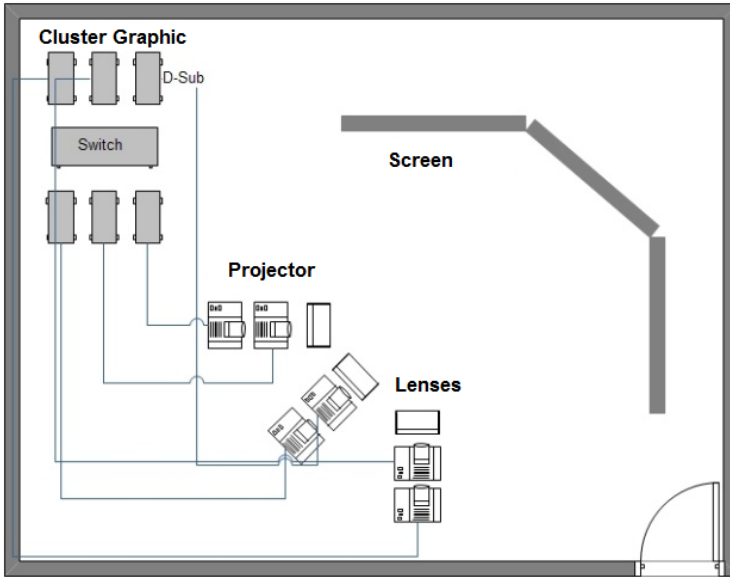 Cluster Graphic
D-Sub
Switch
Screen
Projector
Lenses